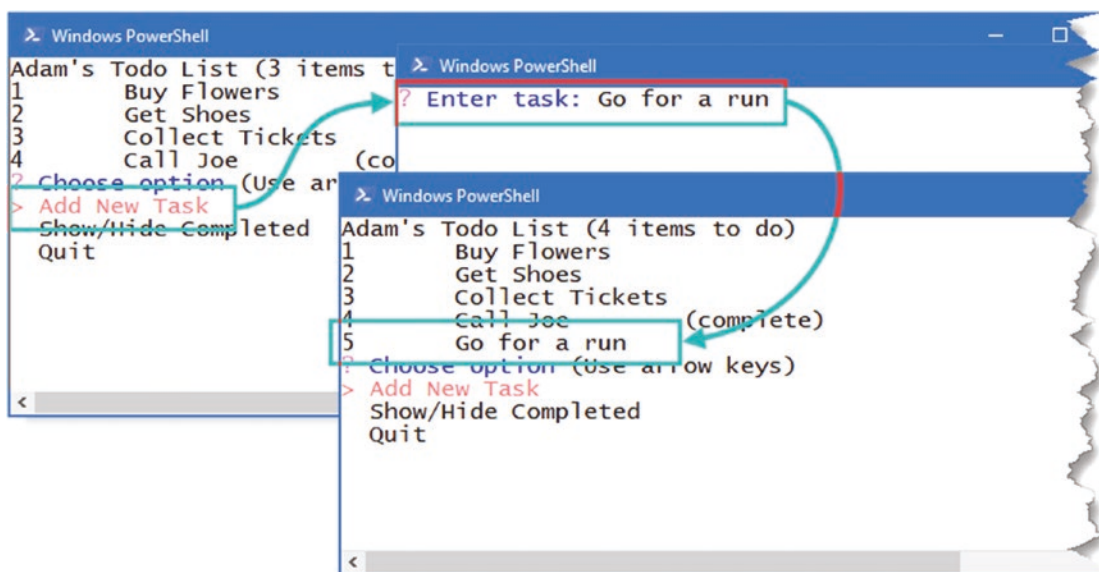 Windows PowerShell
Adam's Todo List (3 items t
1 Buy Flowers
2 Get Shoes
3 Collect Tickets
4 Call Joe (co
? Choose option (Use ar
> Add New Task
Show/Hide Completed
Quit
Windows PowerShell
? Enter task: Go for a run
Windows PowerShell
Adam's Todo List (4 items to do)
1 Buy Flowers
2 Get Shoes
3 Collect Tickets
4 Call Joe (complete)
5 Go for a run
? Choose option (Use arrow keys)
> Add New Task
Show/Hide Completed
Quit